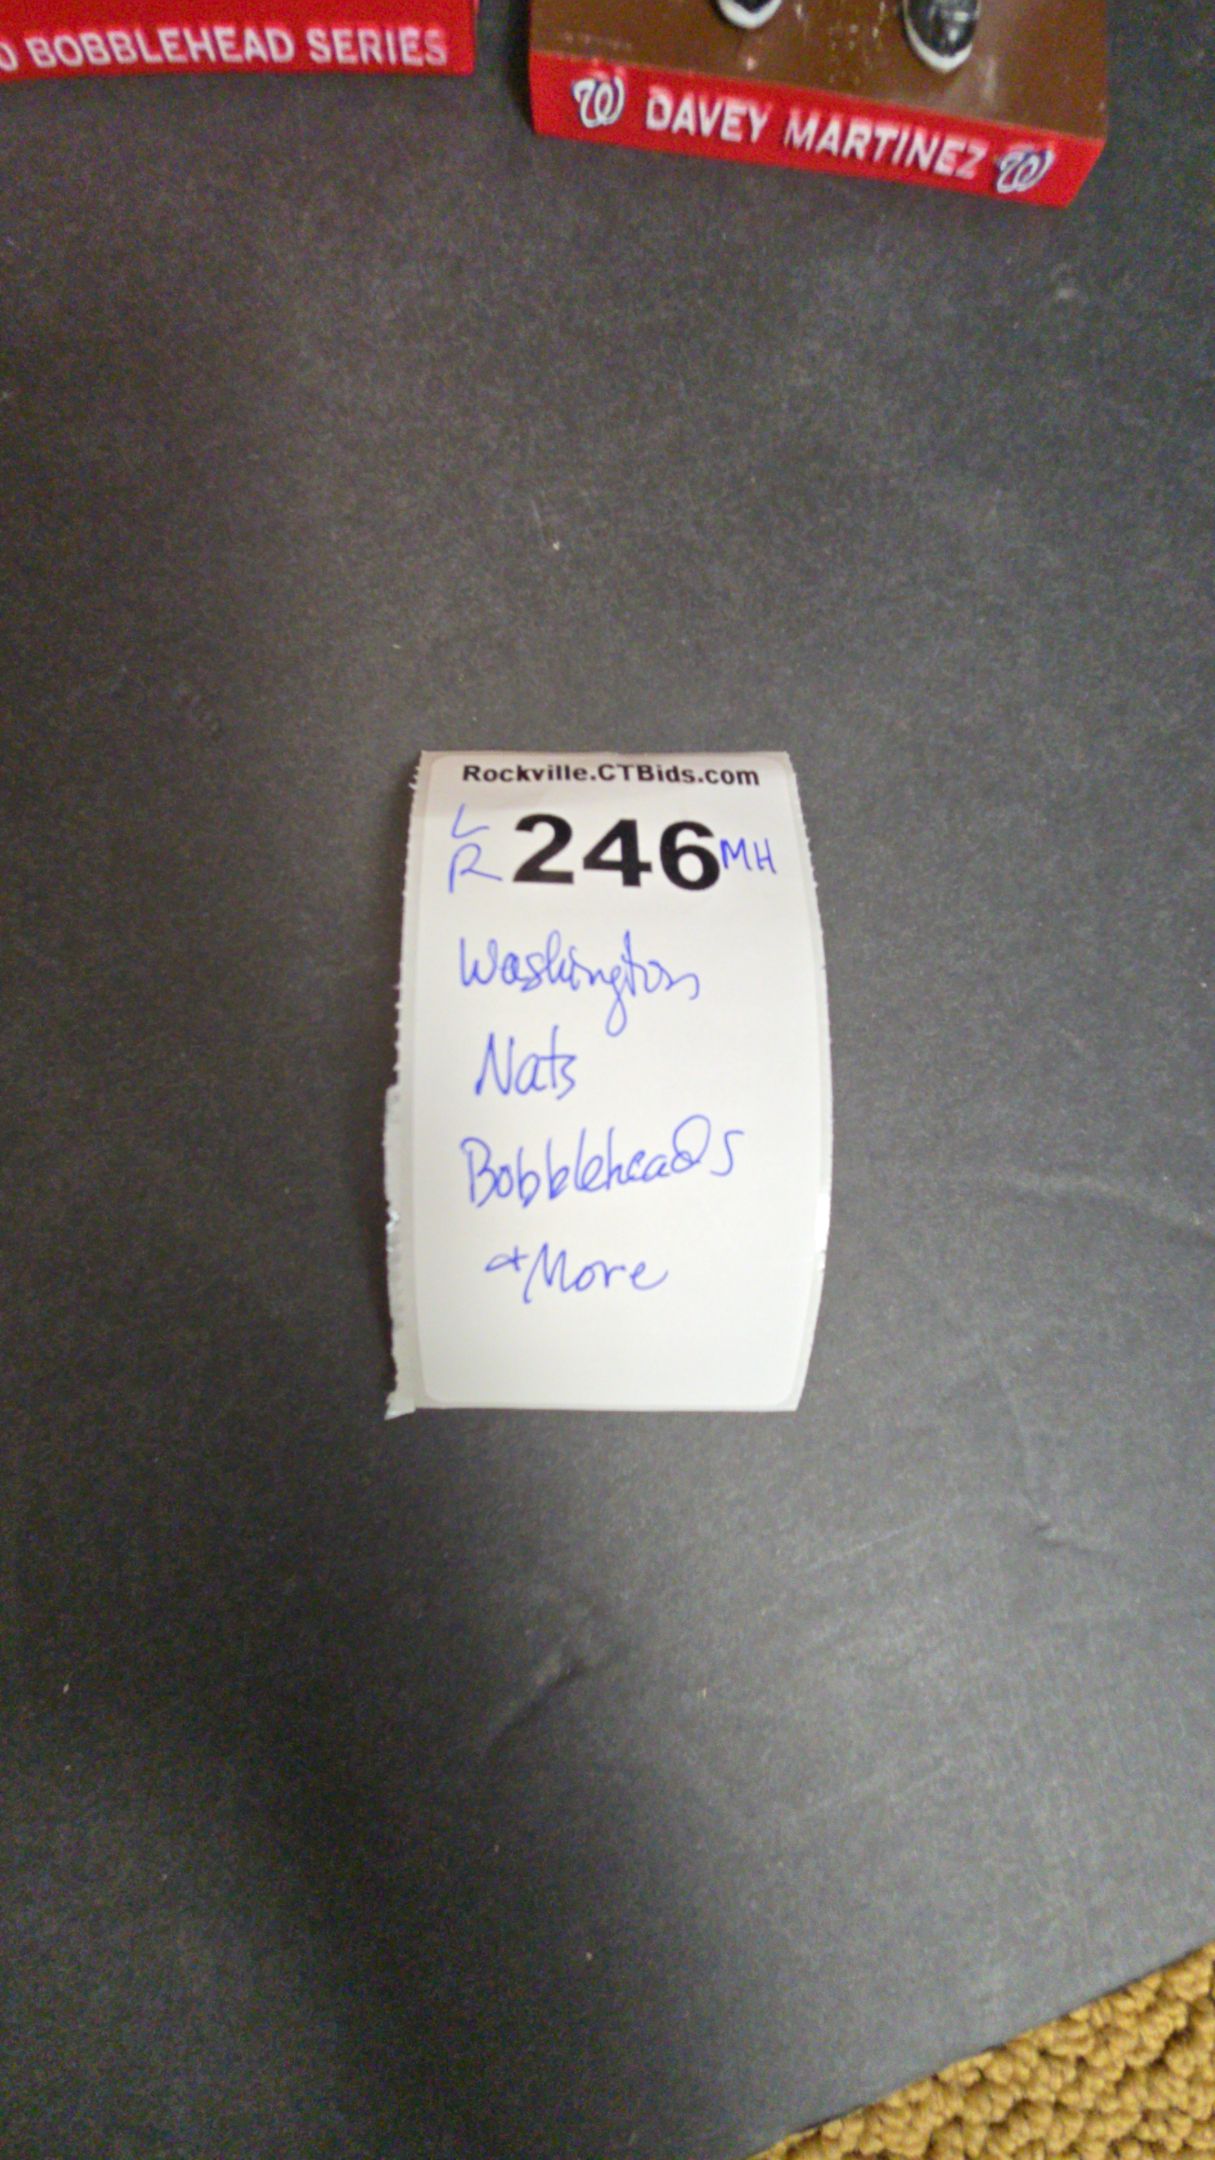 BOBBLEHEAD SERIES
W DAVEY MARTINEZ W
Rockville.CTBids.com
L
R 246 MH
Washington
Nats
Bobbleheads
+More